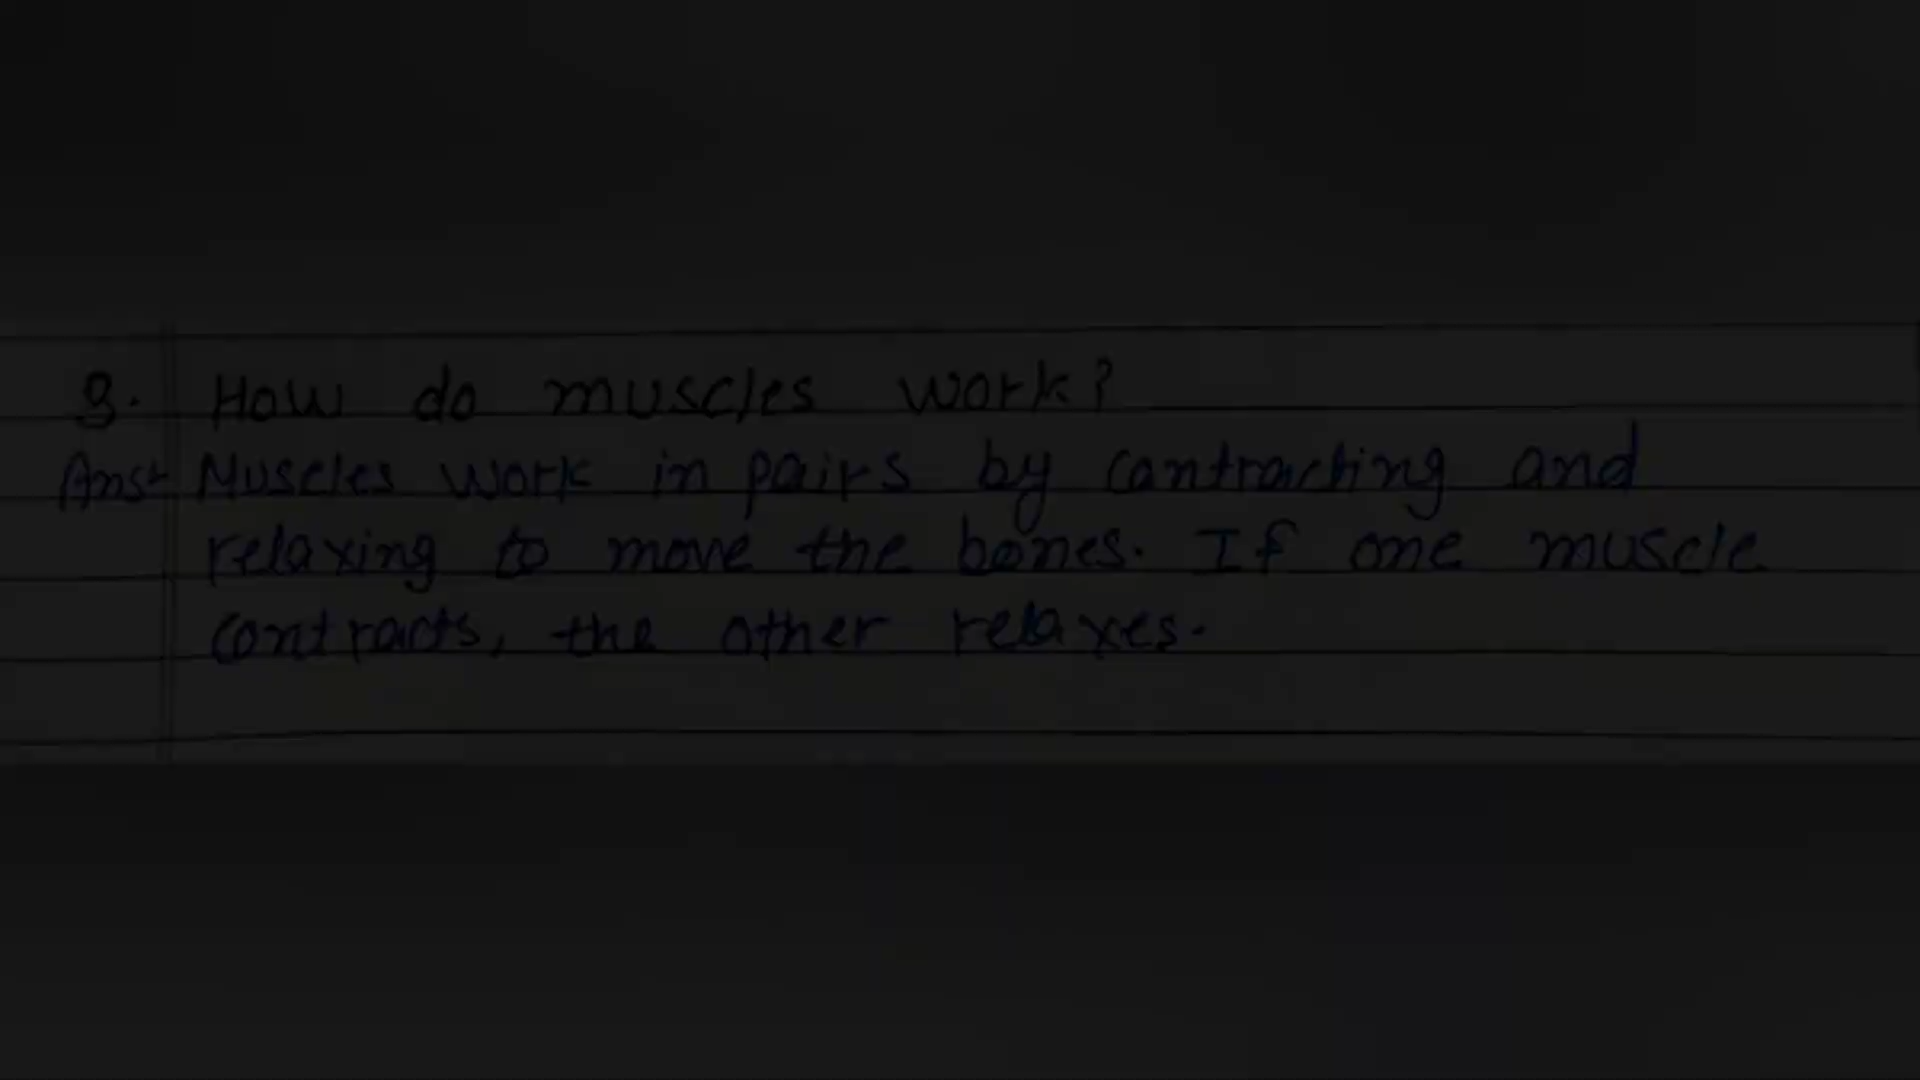 3. How do muscles work?
Ans- Muscles work in pairs by contracting and
relaxing to move the bones. If one muscle
contracts, the other relaxes.